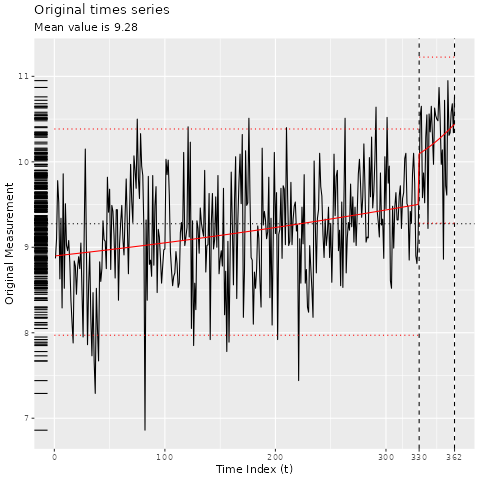 Original times series
Mean value is 9.28
Original Measurement
11
10
9
8
7
0 100 200 300 330 362
Time Index (t)